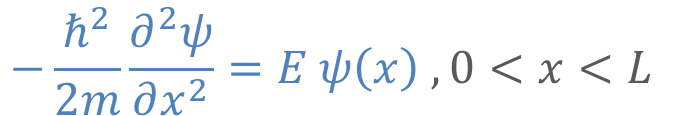 − ℏ²/2m ∂²ψ/∂x² = E ψ(x) , 0 < x < L